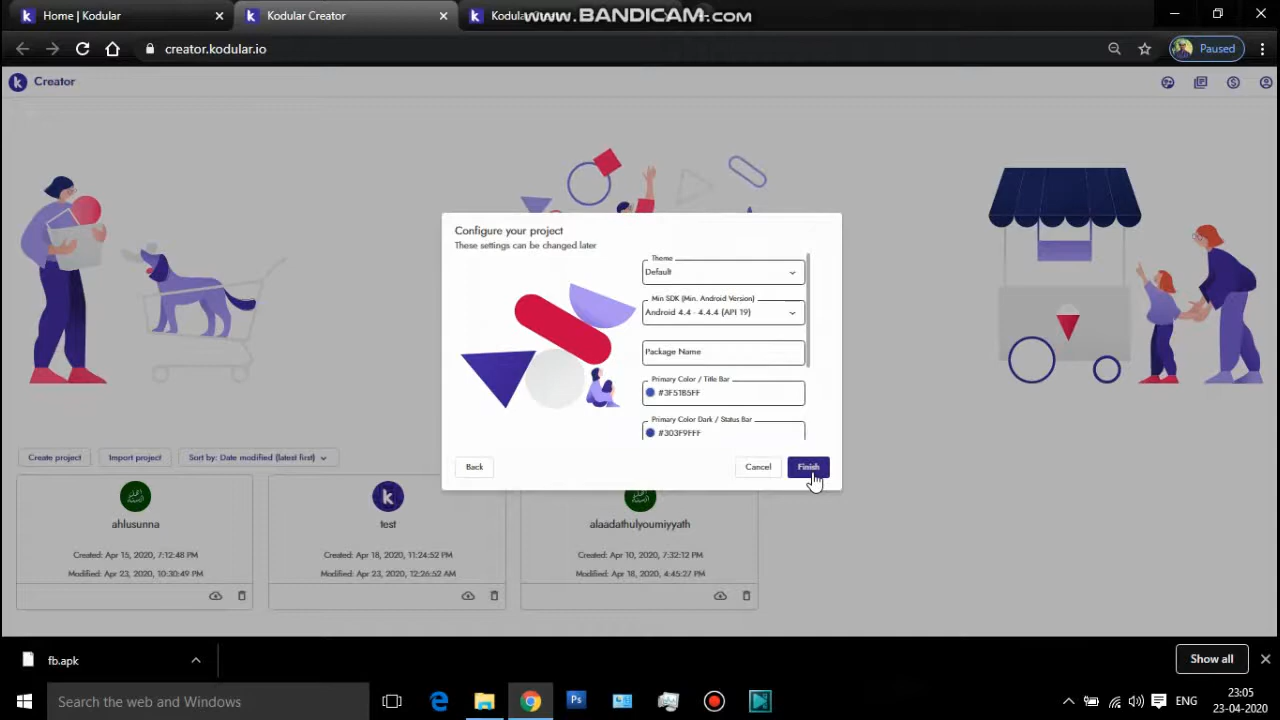 Home | Kodular
Kodular Creator
Kodular
www.BANDICAM.com
creator.kodular.io
Paused
Creator
Configure your project
These settings can be changed later
Theme
Default
Min SDK (Min. Android Version)
Android 4.4 - 4.4.4 (API 19)
Package Name
Primary Color / Title Bar
#3F51B5FF
Primary Color Dark / Status Bar
#303F9FFF
Back
Cancel
Finish
Create project
Import project
Sort by: Date modified (latest first)
ahlusunna
Created: Apr 15, 2020, 7:12:48 PM
Modified: Apr 23, 2020, 10:30:49 PM
test
Created: Apr 18, 2020, 11:24:52 PM
Modified: Apr 23, 2020, 12:26:52 AM
alaadathulyoumiyyath
Created: Apr 10, 2020, 7:32:12 PM
Modified: Apr 18, 2020, 4:45:27 PM
fb.apk
Show all
Search the web and Windows
ENG
23:05
23-04-2020